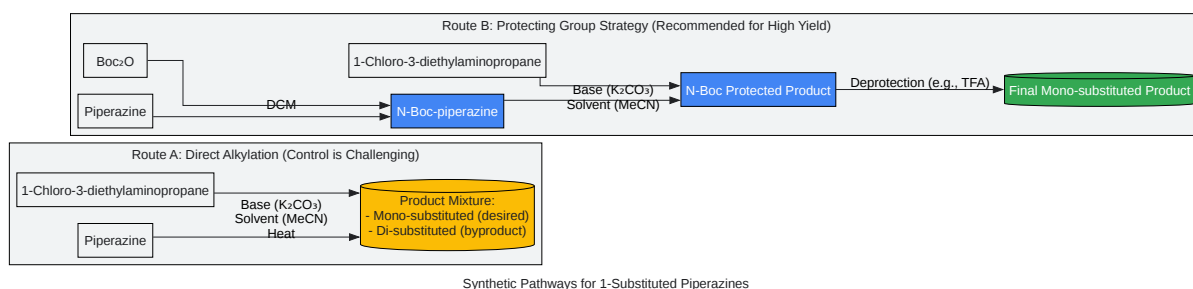 Route B: Protecting Group Strategy (Recommended for High Yield)
Boc₂O
1-Chloro-3-diethylaminopropane
Piperazine
DCM
N-Boc-piperazine
Base (K₂CO₃)
Solvent (MeCN)
N-Boc Protected Product
Deprotection (e.g., TFA)
Final Mono-substituted Product
Route A: Direct Alkylation (Control is Challenging)
1-Chloro-3-diethylaminopropane
Piperazine
Base (K₂CO₃)
Solvent (MeCN)
Heat
Product Mixture:
- Mono-substituted (desired)
- Di-substituted (byproduct)
Synthetic Pathways for 1-Substituted Piperazines